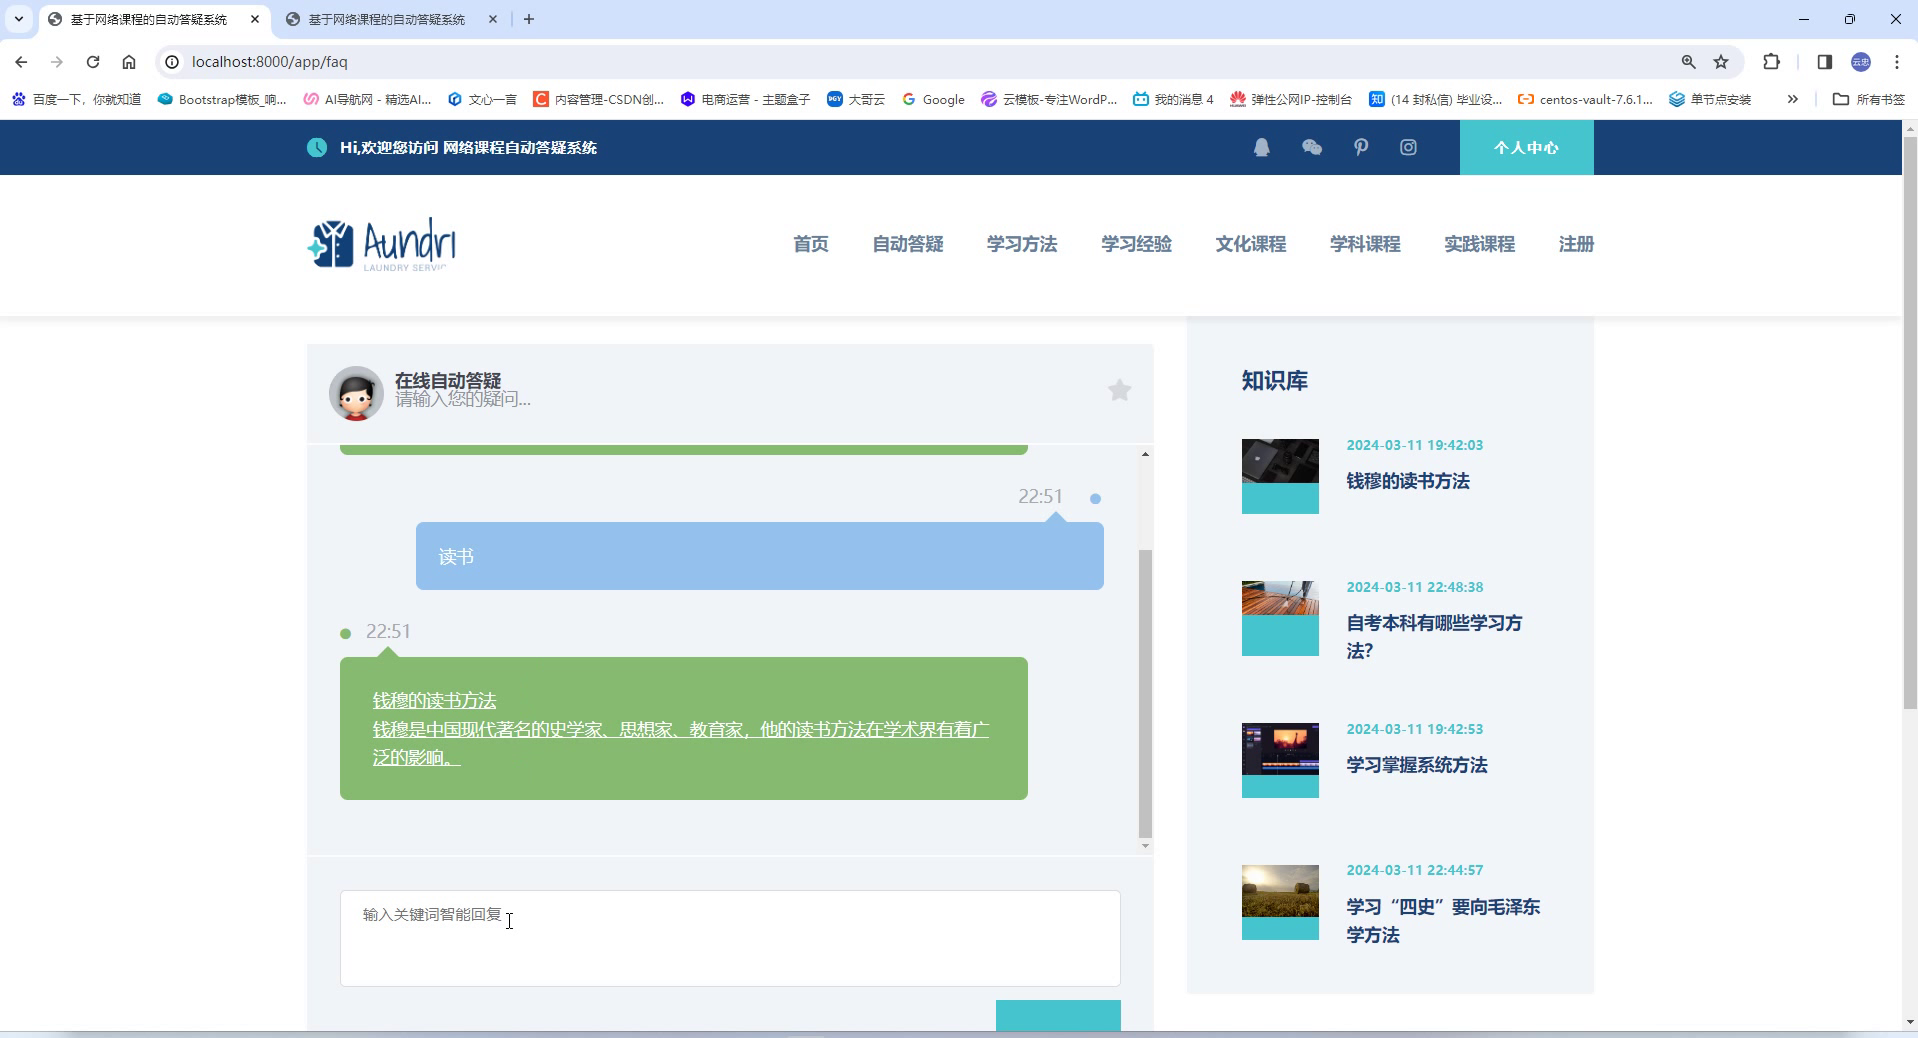 基于网络课程的自动答疑系统
基于网络课程的自动答疑系统
localhost:8000/app/faq
云忠
百度一下，你就知道
Bootstrap模板_响...
AI导航网 - 精选AI...
文心一言
内容管理-CSDN创...
电商运营 - 主题盒子
大哥云
Google
云模板-专注WordP...
我的消息 4
弹性公网IP-控制台
(14 封私信) 毕业设...
centos-vault-7.6.1...
单节点安装
所有书签
Hi,欢迎您访问 网络课程自动答疑系统
个人中心
Aundri
LAUNDRY SERVIC
首页
自动答疑
学习方法
学习经验
文化课程
学科课程
实践课程
注册
在线自动答疑
请输入您的疑问...
22:51
读书
22:51
钱穆的读书方法
钱穆是中国现代著名的史学家、思想家、教育家，他的读书方法在学术界有着广
泛的影响。
输入关键词智能回复
知识库
2024-03-11 19:42:03
钱穆的读书方法
2024-03-11 22:48:38
自考本科有哪些学习方
法？
2024-03-11 19:42:53
学习掌握系统方法
2024-03-11 22:44:57
学习“四史”要向毛泽东
学方法